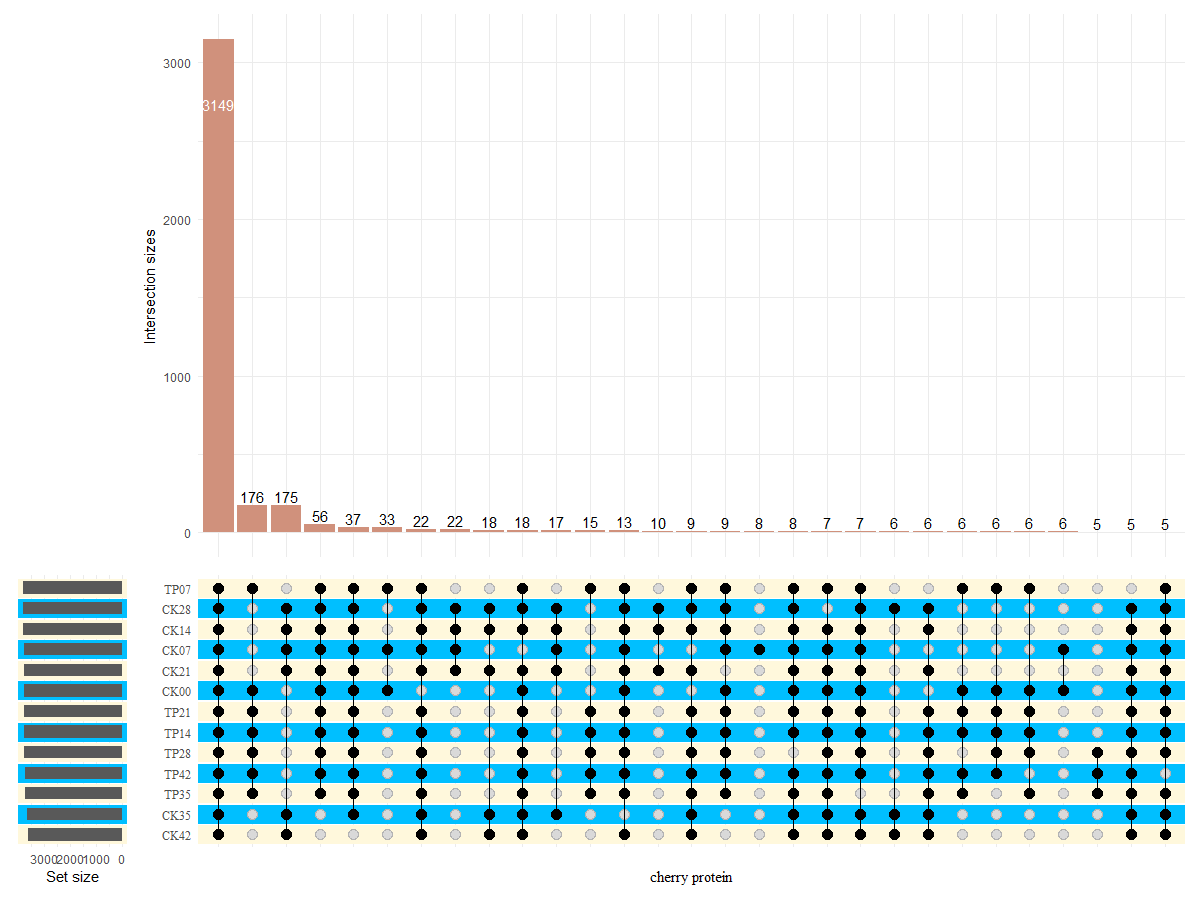 3000
3149
2000
Intersection sizes
1000
176 175 56 37 33 22 22 18 18 17 15 13 10 9 9 8 8 7 7 6 6 6 6 6 6 5 5 5
0
TP07
CK28
CK14
CK07
CK21
CK00
TP21
TP14
TP28
TP42
TP35
CK35
CK42
3000 2000 1000 0
Set size
cherry protein